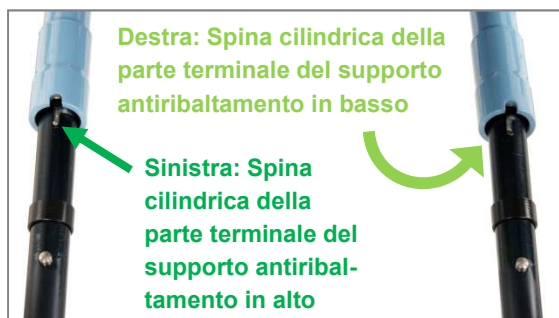 Destra: Spina cilindrica della
parte terminale del supporto
antiribaltamento in basso
Sinistra: Spina
cilindrica della
parte terminale del
supporto antiribal-
tamento in alto